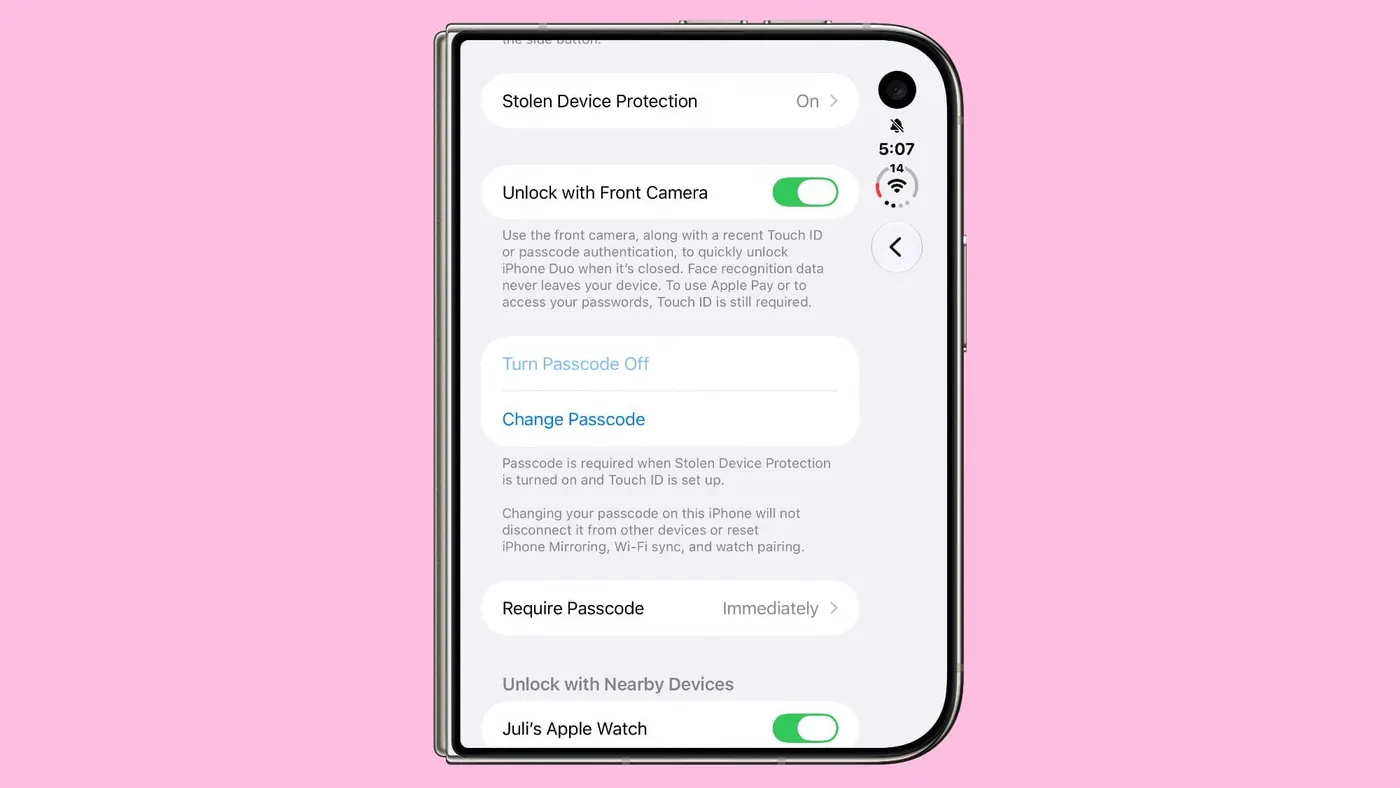 the side button.
Stolen Device Protection On
5:07
14
Unlock with Front Camera
Use the front camera, along with a recent Touch ID
or passcode authentication, to quickly unlock
iPhone Duo when it's closed. Face recognition data
never leaves your device. To use Apple Pay or to
access your passwords, Touch ID is still required.
Turn Passcode Off
Change Passcode
Passcode is required when Stolen Device Protection
is turned on and Touch ID is set up.
Changing your passcode on this iPhone will not
disconnect it from other devices or reset
iPhone Mirroring, Wi-Fi sync, and watch pairing.
Require Passcode Immediately
Unlock with Nearby Devices
Juli's Apple Watch